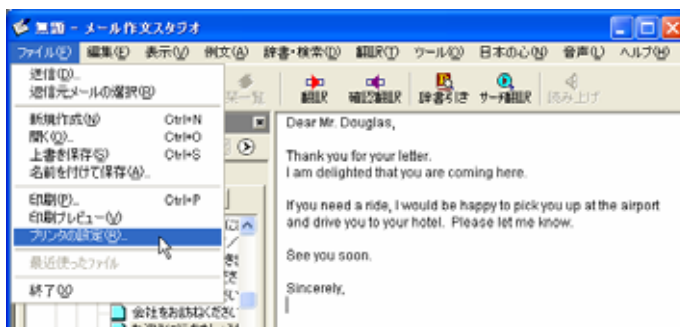 無題 - メール作文スタジオ
ファイル(F) 編集(E) 表示(V) 例文(A) 辞書・検索(D) 翻訳(T) ツール(O) 日本の心(N) 音声(L) ヘルプ(H)
送信(D)...
返信元メールの選択(B)
新規作成(N) Ctrl+N
開く(O)... Ctrl+O
上書き保存(S) Ctrl+S
名前を付けて保存(A)...
印刷(P)... Ctrl+P
印刷プレビュー(V)
プリンタの設定(R)...
最近使ったファイル
終了(X)
会社をお訪ねくださ
一覧
翻訳 確認翻訳 辞書引き サーチ翻訳 読み上げ
Dear Mr. Douglas,
Thank you for your letter.
I am delighted that you are coming here.
If you need a ride, I would be happy to pick you up at the airport
and drive you to your hotel. Please let me know.
See you soon.
Sincerely,